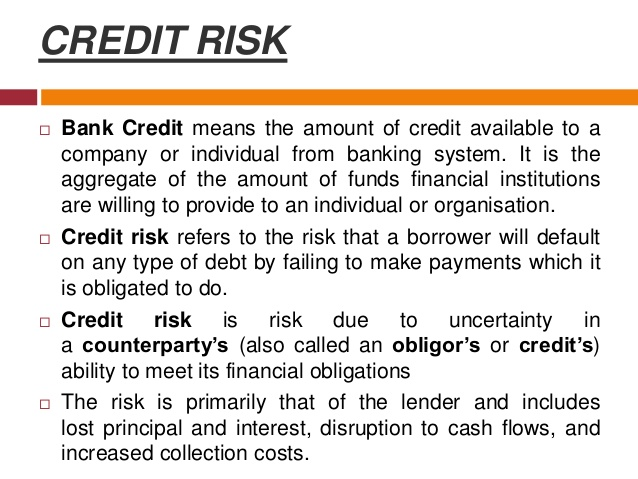 CREDIT RISK
Bank Credit means the amount of credit available to a
company or individual from banking system. It is the
aggregate of the amount of funds financial institutions
are willing to provide to an individual or organisation.
Credit risk refers to the risk that a borrower will default
on any type of debt by failing to make payments which it
is obligated to do.
Credit risk is risk due to uncertainty in
a counterparty's (also called an obligor's or credit's)
ability to meet its financial obligations
The risk is primarily that of the lender and includes
lost principal and interest, disruption to cash flows, and
increased collection costs.